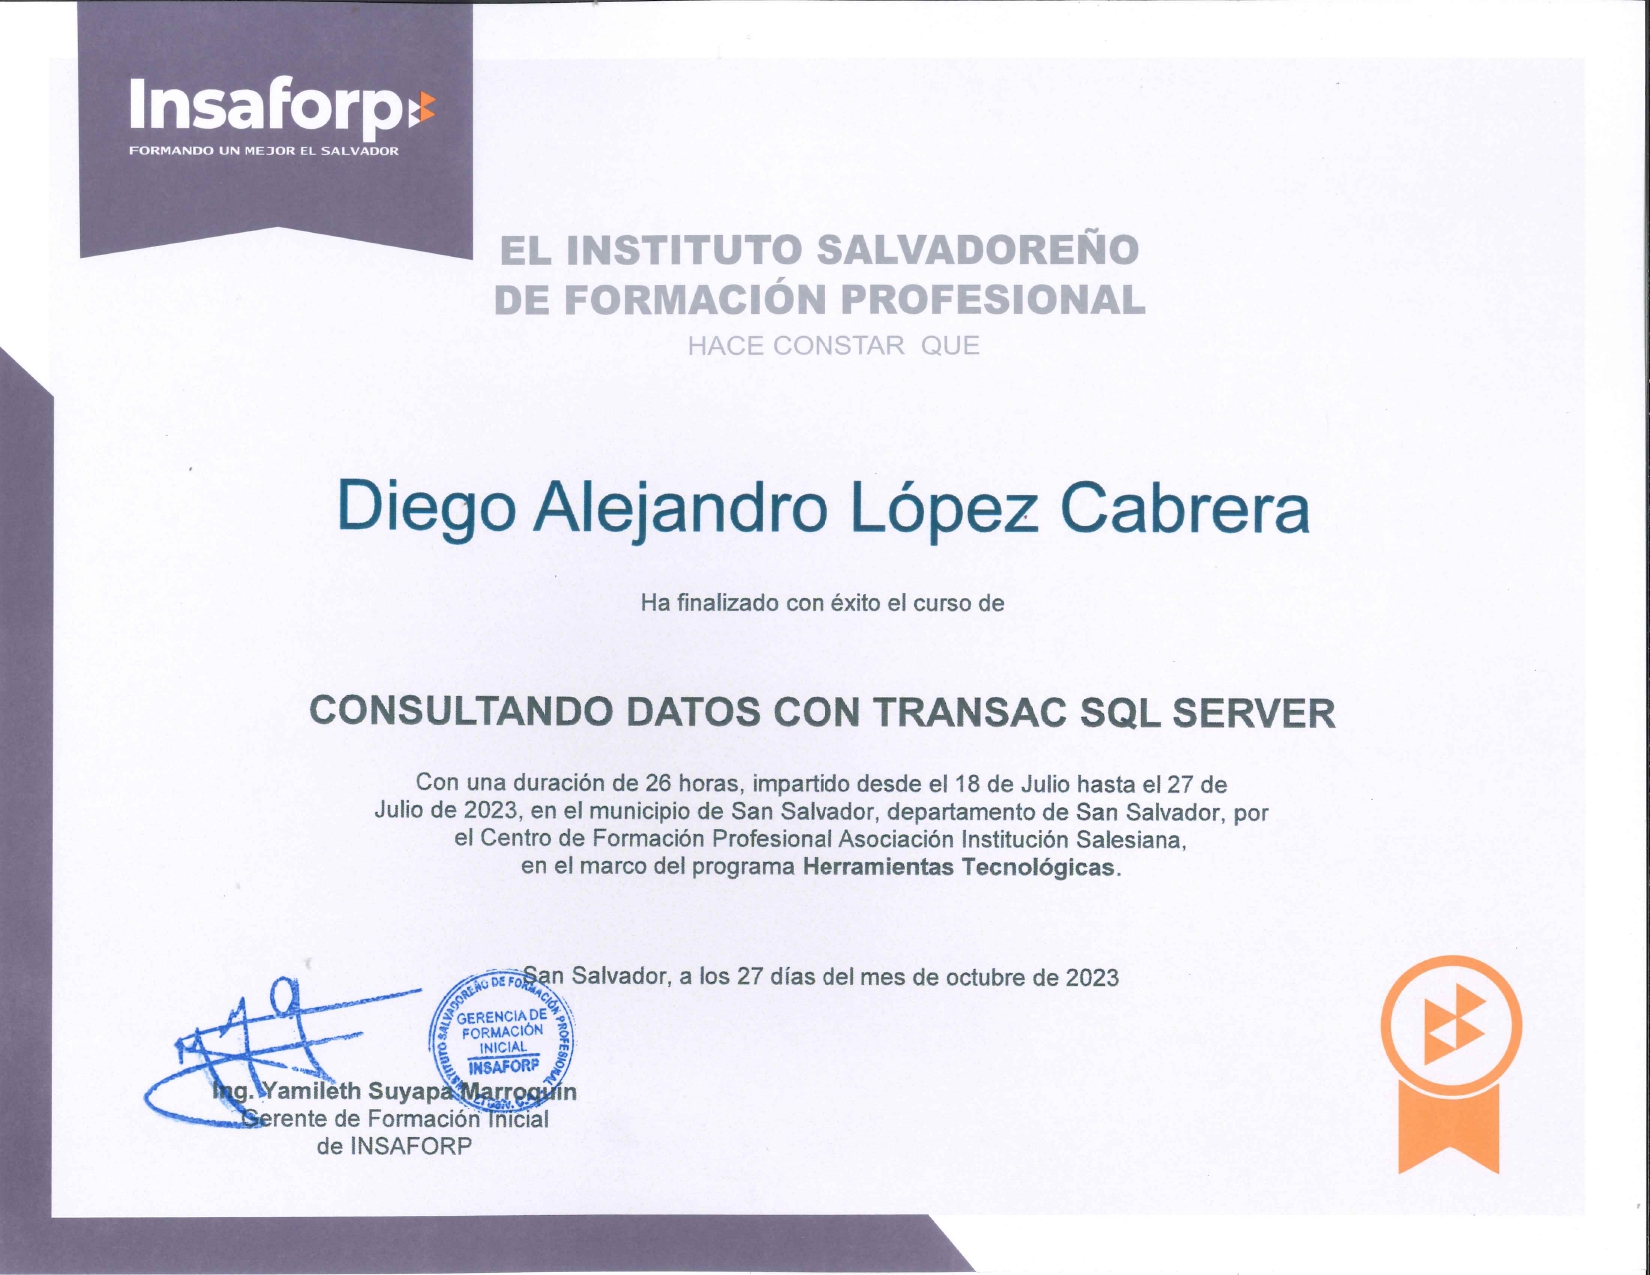 Insaforp
FORMANDO UN MEJOR EL SALVADOR
EL INSTITUTO SALVADOREÑO
DE FORMACIÓN PROFESIONAL
HACE CONSTAR QUE
Diego Alejandro López Cabrera
Ha finalizado con éxito el curso de
CONSULTANDO DATOS CON TRANSAC SQL SERVER
Con una duración de 26 horas, impartido desde el 18 de Julio hasta el 27 de
Julio de 2023, en el municipio de San Salvador, departamento de San Salvador, por
el Centro de Formación Profesional Asociación Institución Salesiana,
en el marco del programa Herramientas Tecnológicas.
San Salvador, a los 27 días del mes de octubre de 2023
INSTITUTO SALVADOREÑO DE FORMACIÓN PROFESIONAL
GERENCIA DE
FORMACIÓN
INICIAL
INSAFORP
Ing. Yamileth Suyapa Marroquin
Gerente de Formación Inicial
de INSAFORP